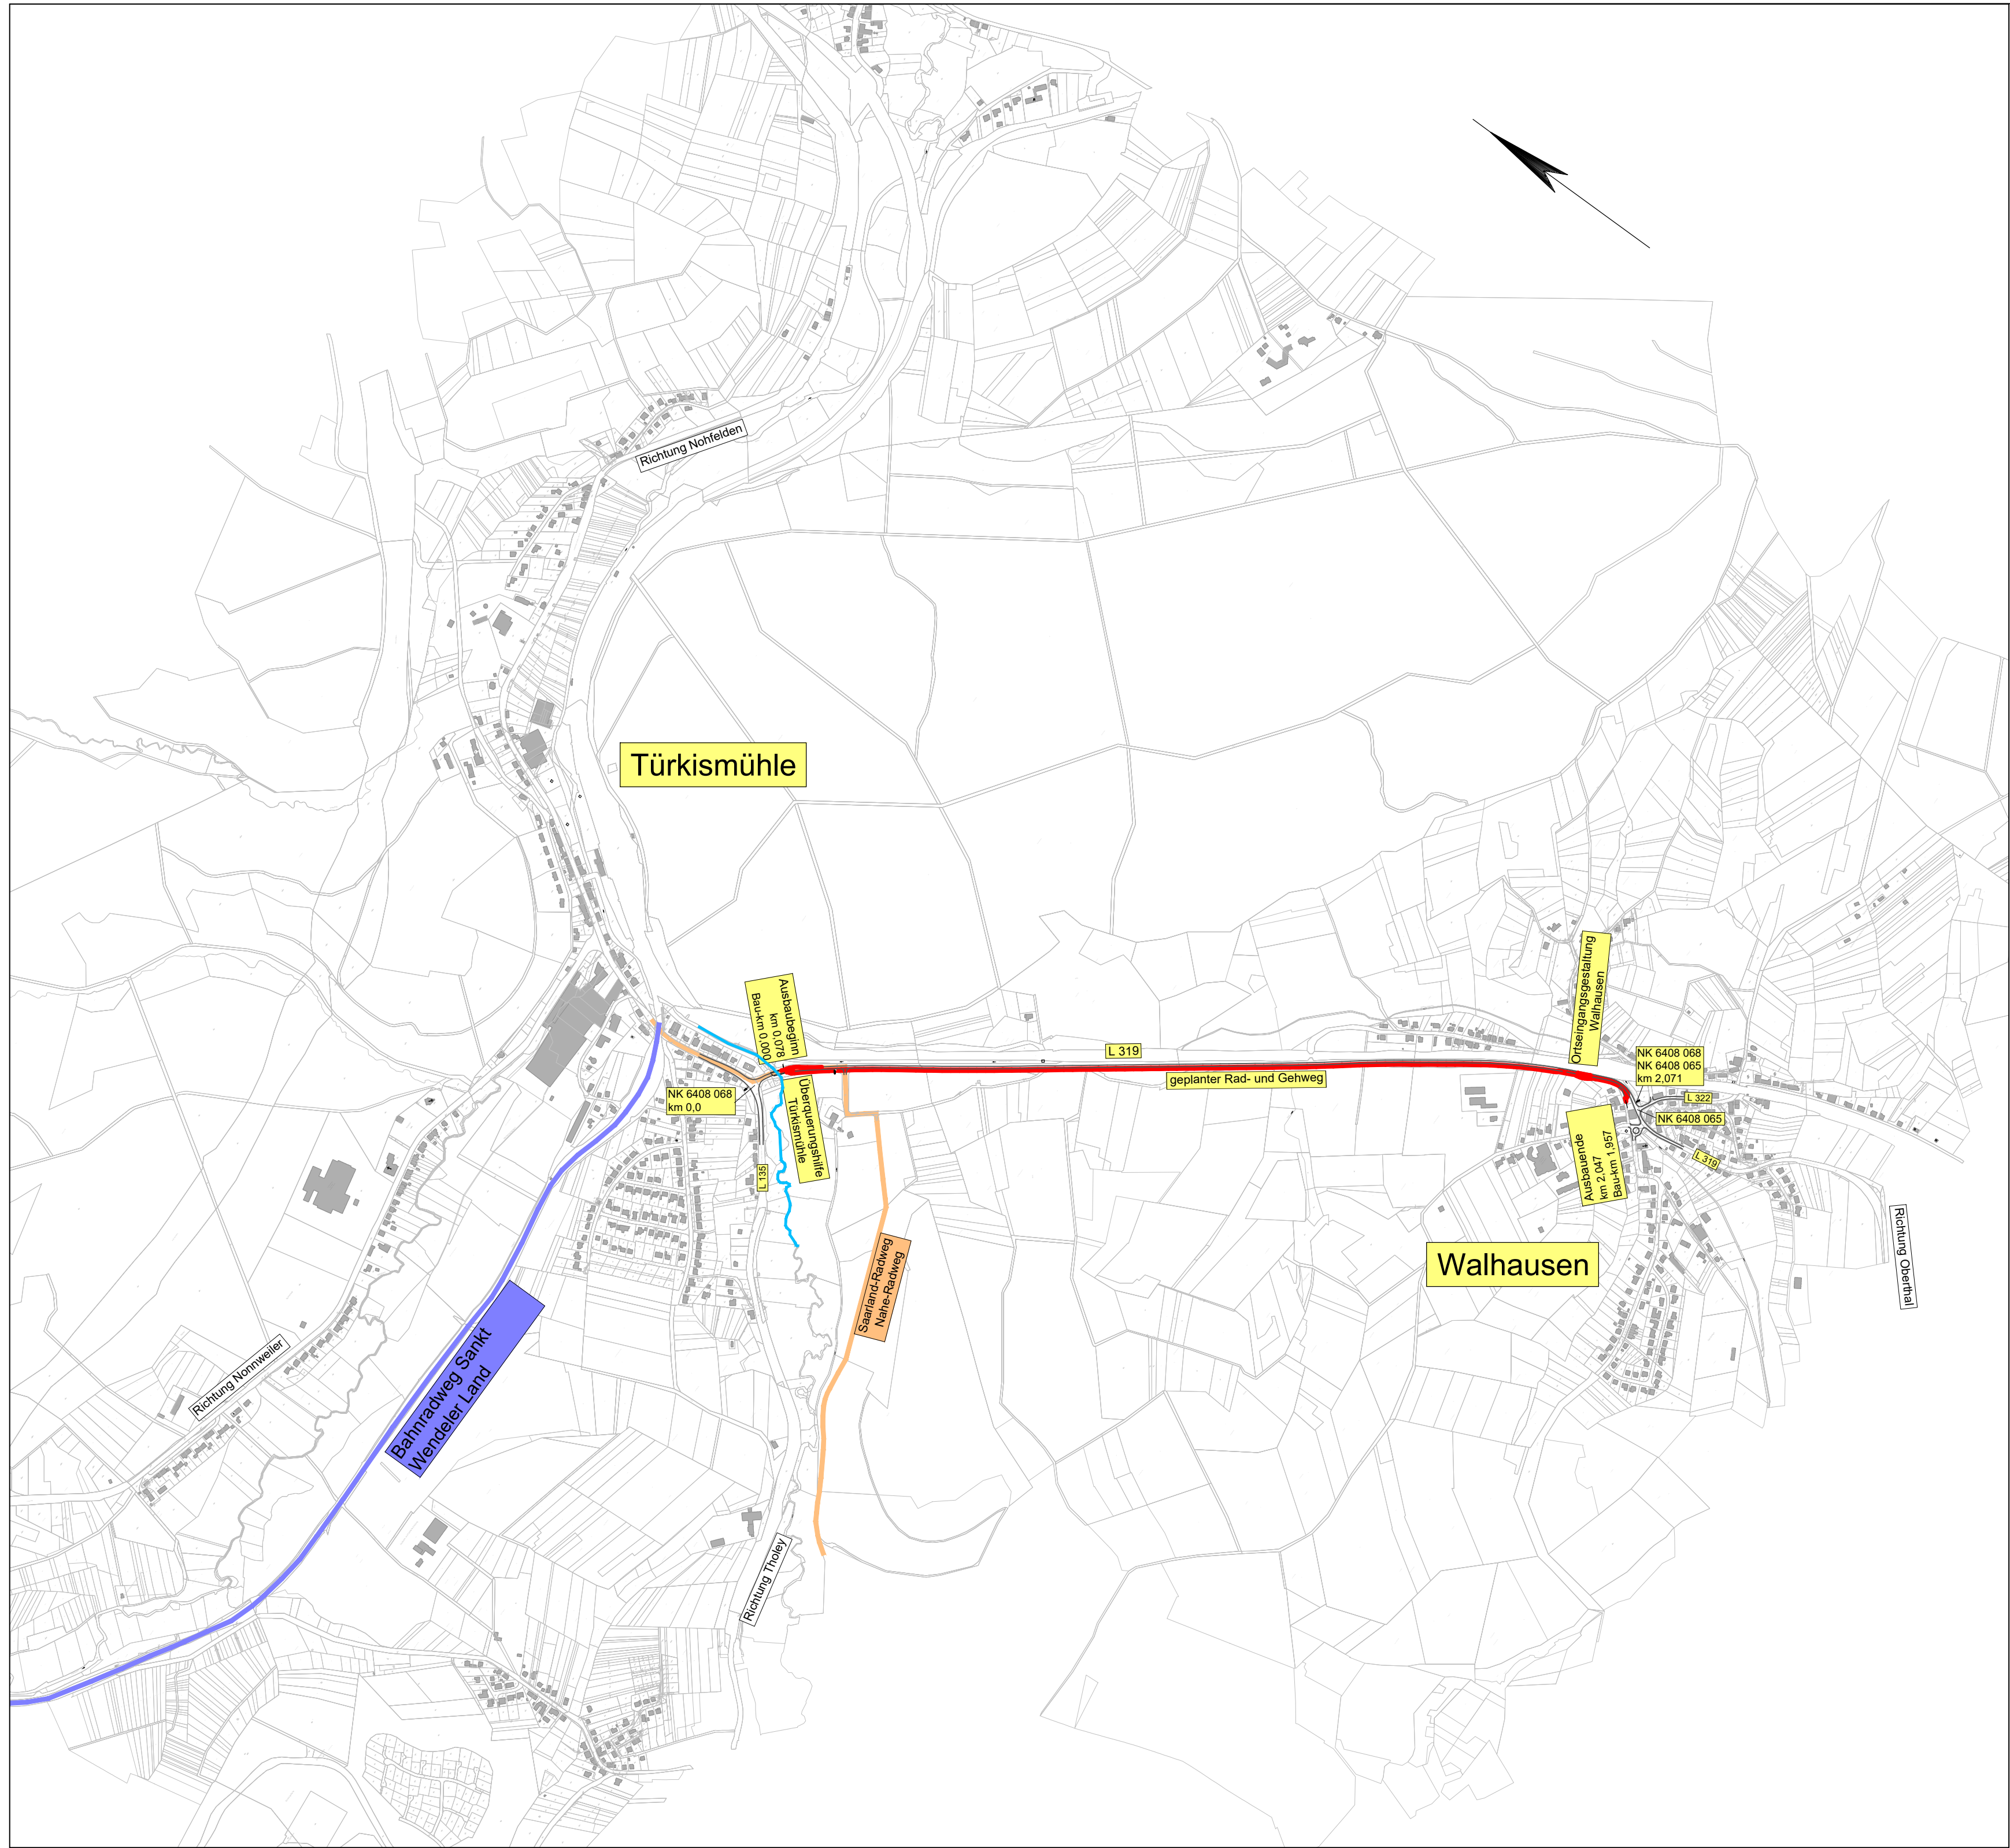 Richtung Nohfelden
Türkismühle
Ausbaubeginn
km 0,078
Bau-km 0,000
Ortseingangsgestaltung
Walhausen
L 319
geplanter Rad- und Gehweg
NK 6408 068
NK 6408 065
km 2,071
NK 6408 068
km 0,0
L 322
NK 6408 065
Überquerungshilfe
Türkismühle
L 135
Ausbauende
km 2,047
Bau-km 1,957
L 319
Richtung Oberthal
Walhausen
Saarland-Radweg
Nahe-Radweg
Bahnradweg Sankt
Wendeler Land
Richtung Nonnweiler
Richtung Tholey